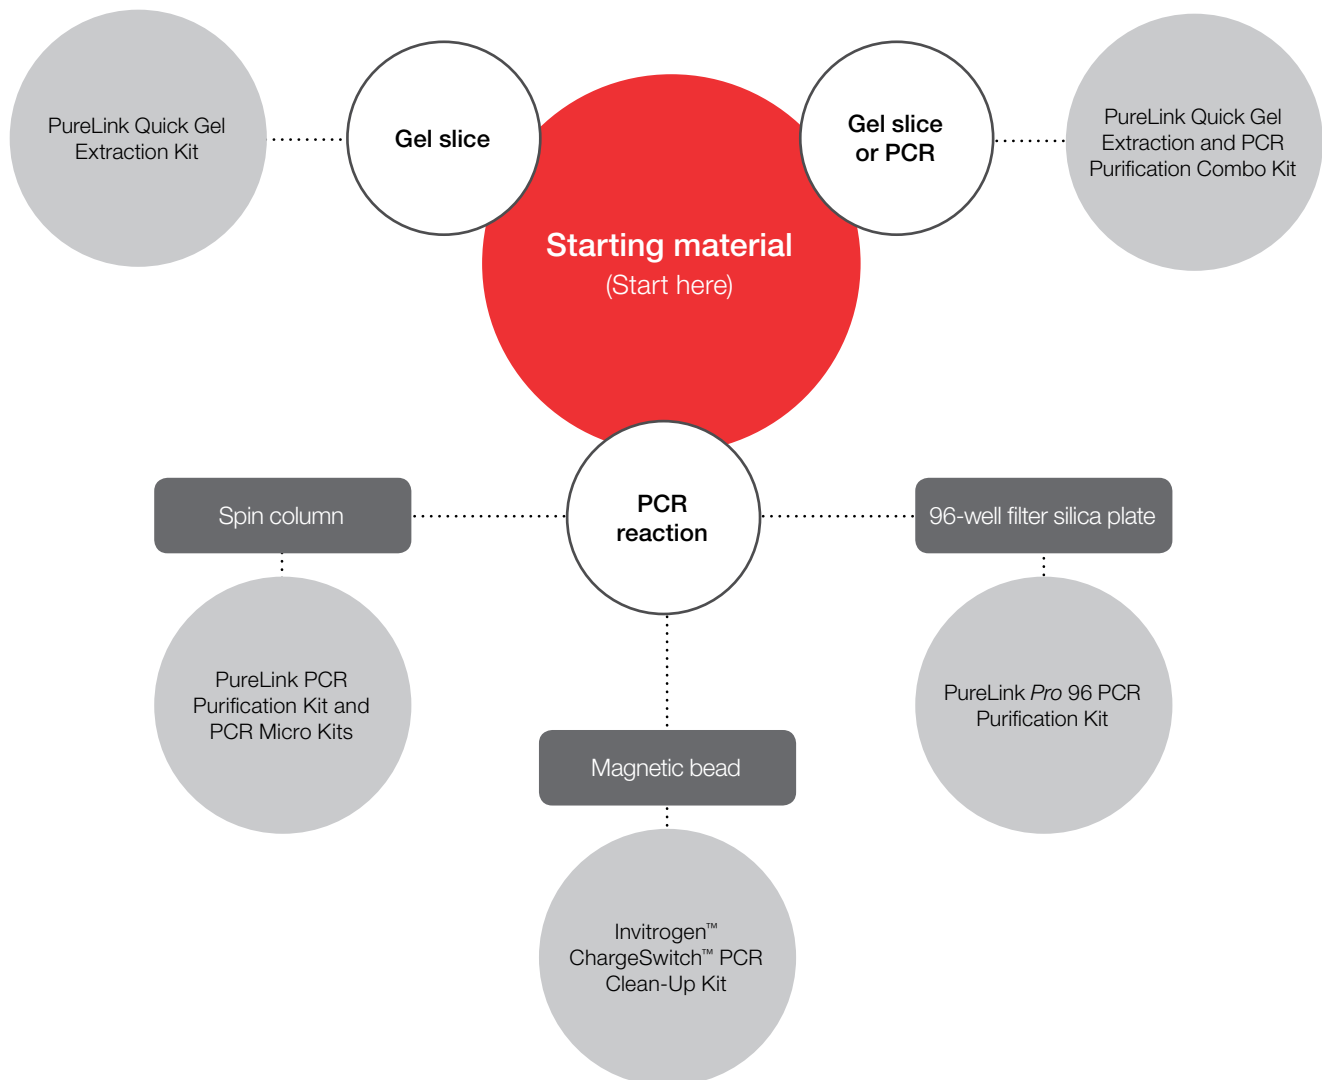 PureLink Quick Gel
Extraction Kit
Gel slice
Gel slice
or PCR
PureLink Quick Gel
Extraction and PCR
Purification Combo Kit
Starting material
(Start here)
Spin column
PCR
reaction
96-well filter silica plate
PureLink PCR
Purification Kit and
PCR Micro Kits
PureLink Pro 96 PCR
Purification Kit
Magnetic bead
Invitrogen™
ChargeSwitch™ PCR
Clean-Up Kit